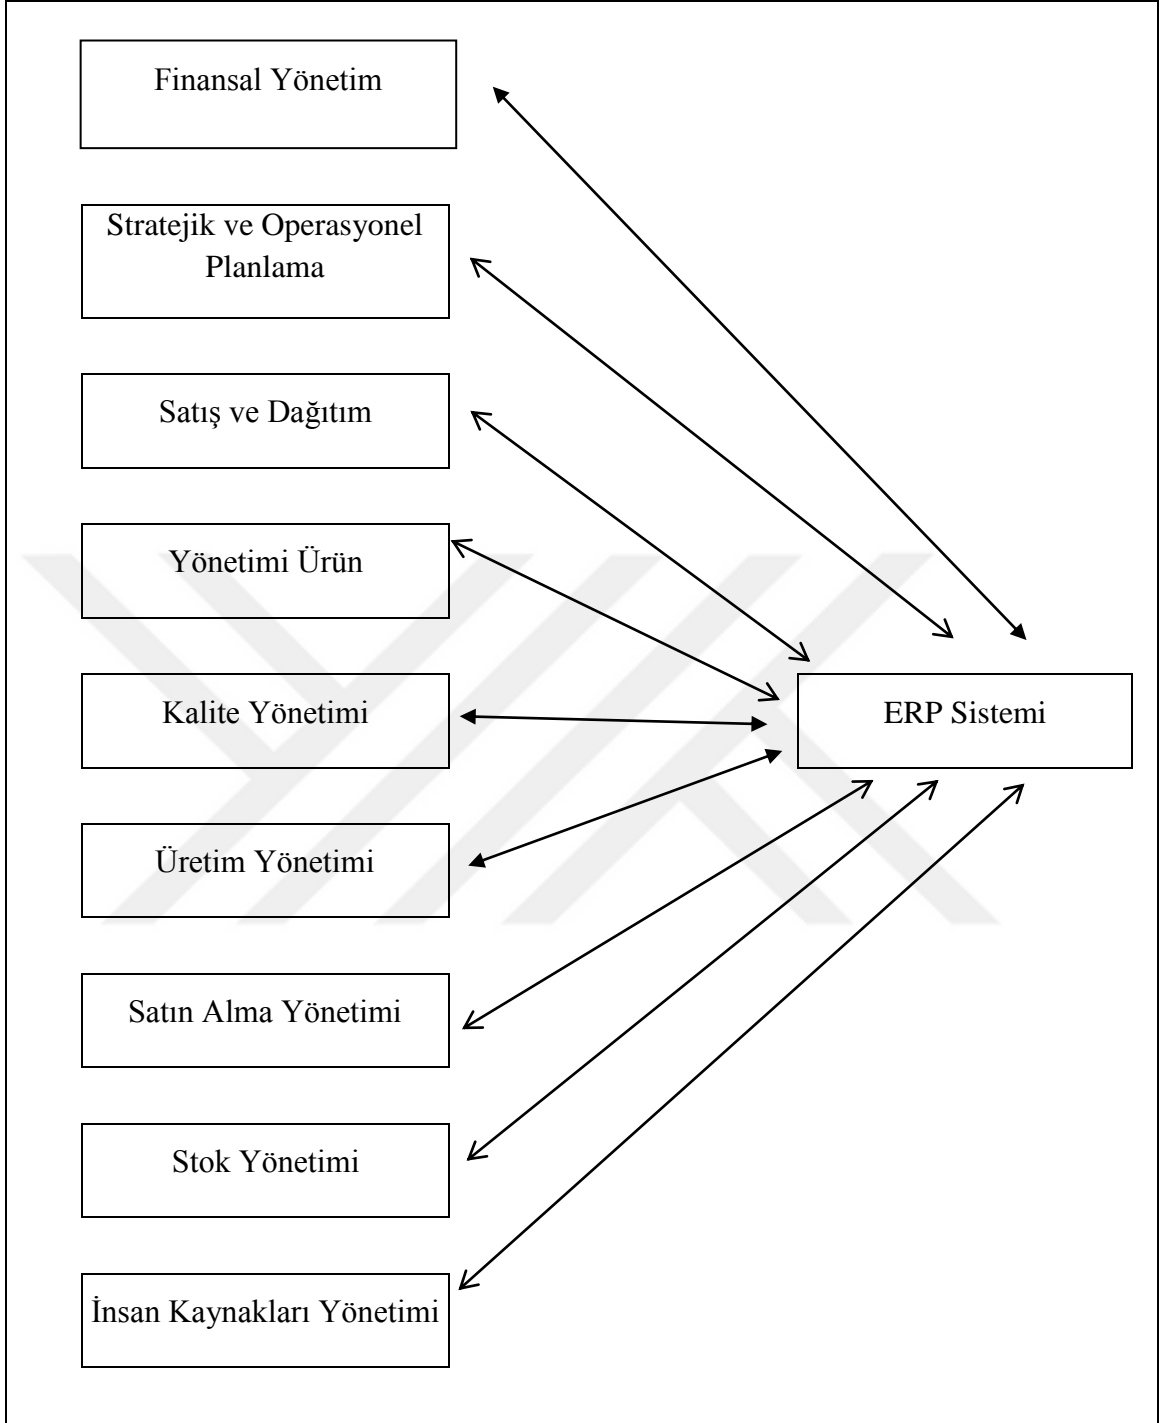 Finansal Yönetim
Stratejik ve Operasyonel
Planlama
Satış ve Dağıtım
Yönetimi Ürün
Kalite Yönetimi
ERP Sistemi
Üretim Yönetimi
Satın Alma Yönetimi
Stok Yönetimi
İnsan Kaynakları Yönetimi